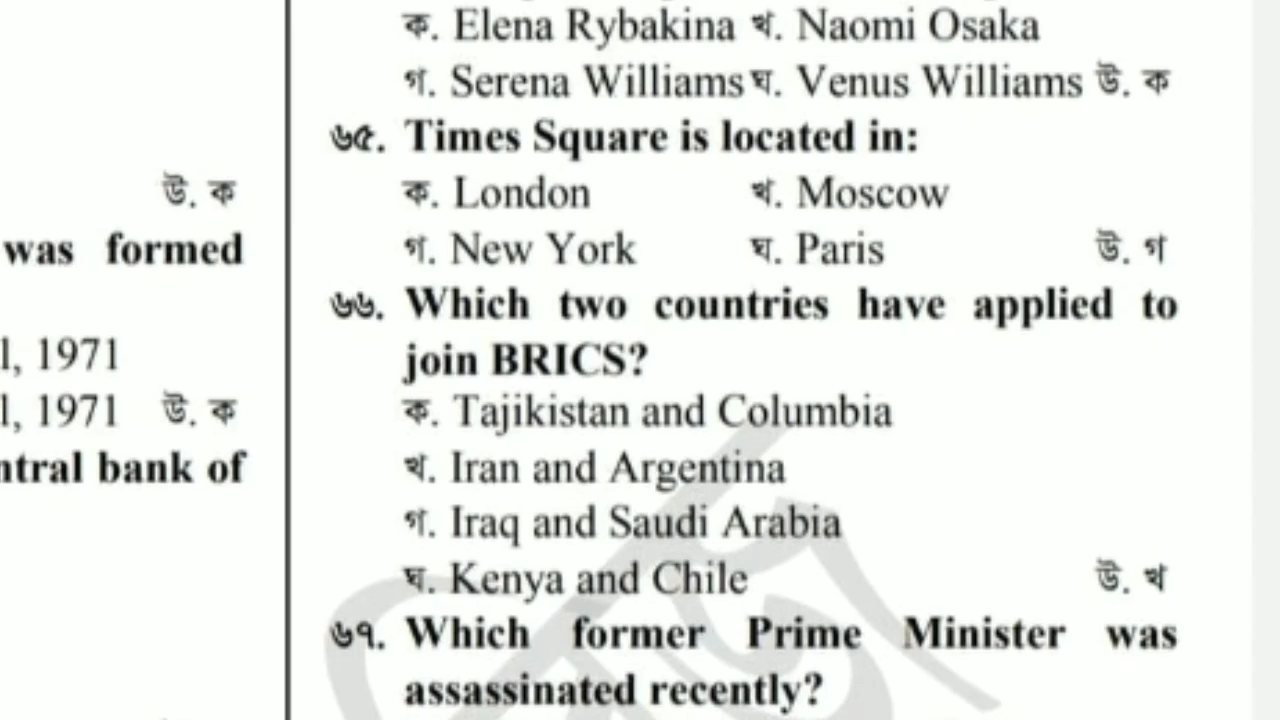 উ. ক
was formed
l, 1971
l, 1971 উ. ক
ntral bank of
ক. Elena Rybakina খ. Naomi Osaka
গ. Serena Williams ঘ. Venus Williams উ. ক
৬৫. Times Square is located in:
ক. London খ. Moscow
গ. New York ঘ. Paris উ. গ
৬৬. Which two countries have applied to
join BRICS?
ক. Tajikistan and Columbia
খ. Iran and Argentina
গ. Iraq and Saudi Arabia
ঘ. Kenya and Chile উ. খ
৬৭. Which former Prime Minister was
assassinated recently?